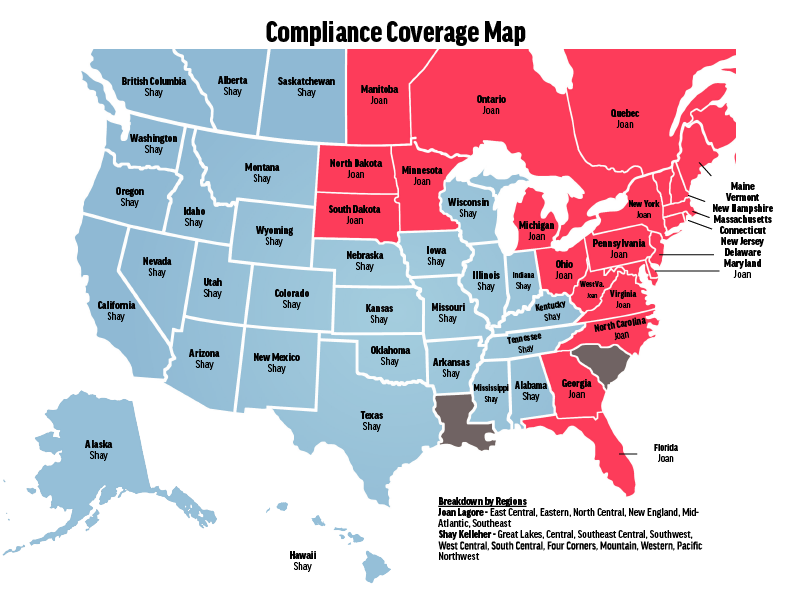 Compliance Coverage Map
British Columbia
Shay
Alberta
Shay
Saskatchewan
Shay
Manitoba
Joan
Ontario
Joan
Quebec
Joan
Washington
Shay
Montana
Shay
North Dakota
Joan
Minnesota
Joan
Oregon
Shay
Idaho
Shay
Wyoming
Shay
South Dakota
Joan
Wisconsin
Shay
Michigan
Joan
New York
Joan
Maine
Vermont
New Hampshire
Massachusetts
Connecticut
New Jersey
Delaware
Maryland
Joan
Nevada
Shay
Utah
Shay
Colorado
Shay
Nebraska
Shay
Iowa
Shay
Illinois
Shay
Indiana
Shay
Ohio
Joan
Pennsylvania
Joan
West Va.
Joan
Virginia
Joan
California
Shay
Kansas
Shay
Missouri
Shay
Kentucky
Shay
North Carolina
Joan
Arizona
Shay
New Mexico
Shay
Oklahoma
Shay
Arkansas
Shay
Tennessee
Shay
Mississippi
Shay
Alabama
Shay
Georgia
Joan
Texas
Shay
Florida
Joan
Alaska
Shay
Hawaii
Shay
Breakdown by Regions
Joan Lagore - East Central, Eastern, North Central, New England, Mid-
Atlantic, Southeast
Shay Kelleher - Great Lakes, Central, Southeast Central, Southwest,
West Central, South Central, Four Corners, Mountain, Western, Pacific
Northwest